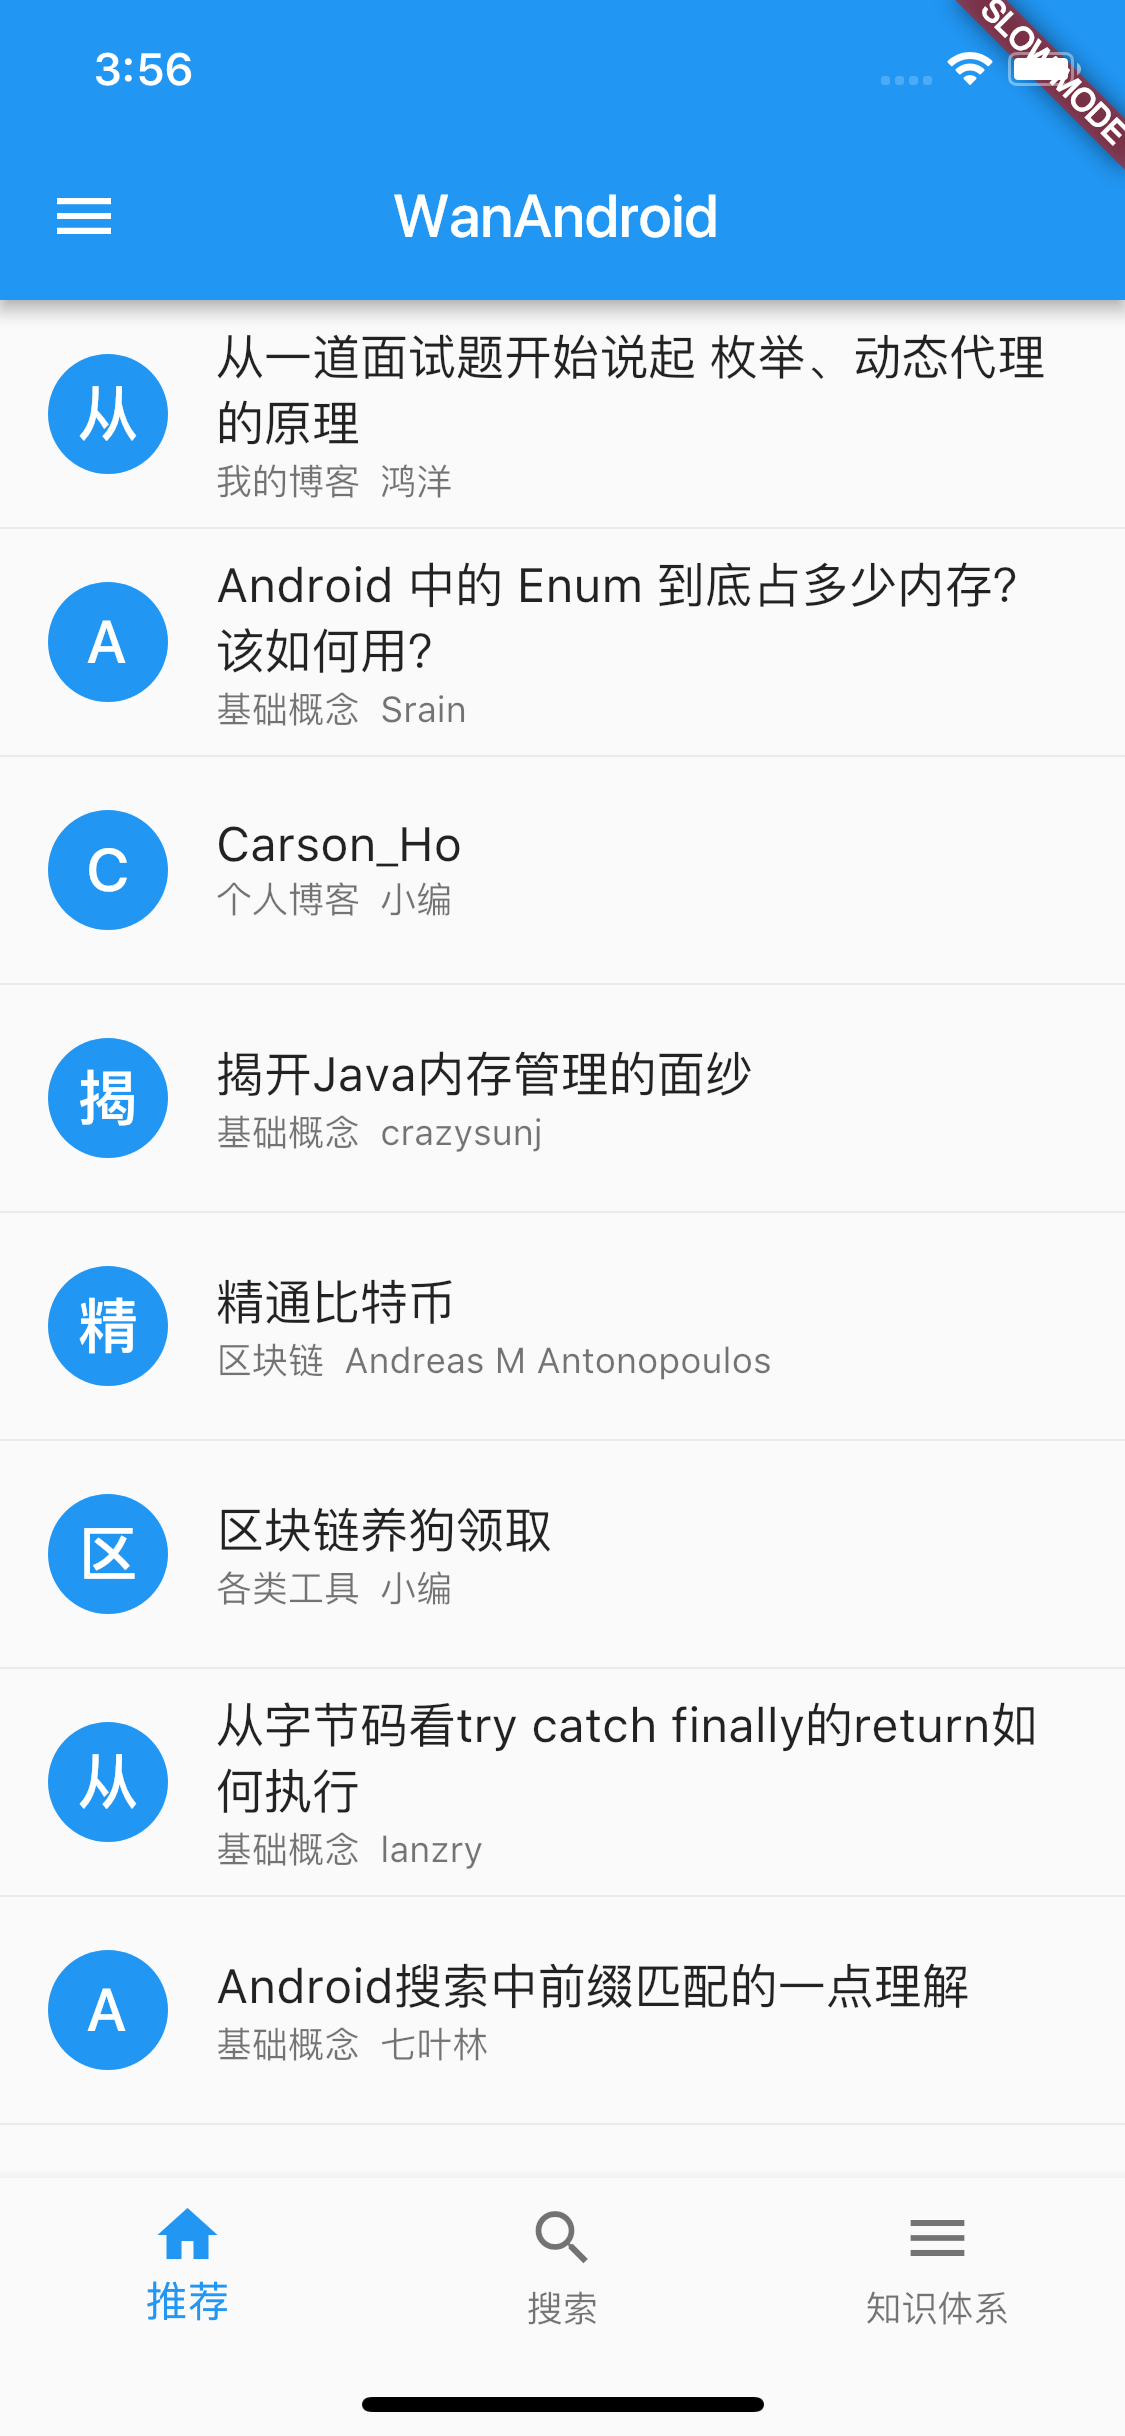 3:56
SLOW MODE
WanAndroid
从
从一道面试题开始说起 枚举、动态代理
的原理
我的博客 鸿洋
A
Android 中的 Enum 到底占多少内存?
该如何用?
基础概念 Srain
C
Carson_Ho
个人博客 小编
揭
揭开Java内存管理的面纱
基础概念 crazysunj
精
精通比特币
区块链 Andreas M Antonopoulos
区
区块链养狗领取
各类工具 小编
从
从字节码看try catch finally的return如
何执行
基础概念 lanzry
A
Android搜索中前缀匹配的一点理解
基础概念 七叶林
推荐
搜索
知识体系